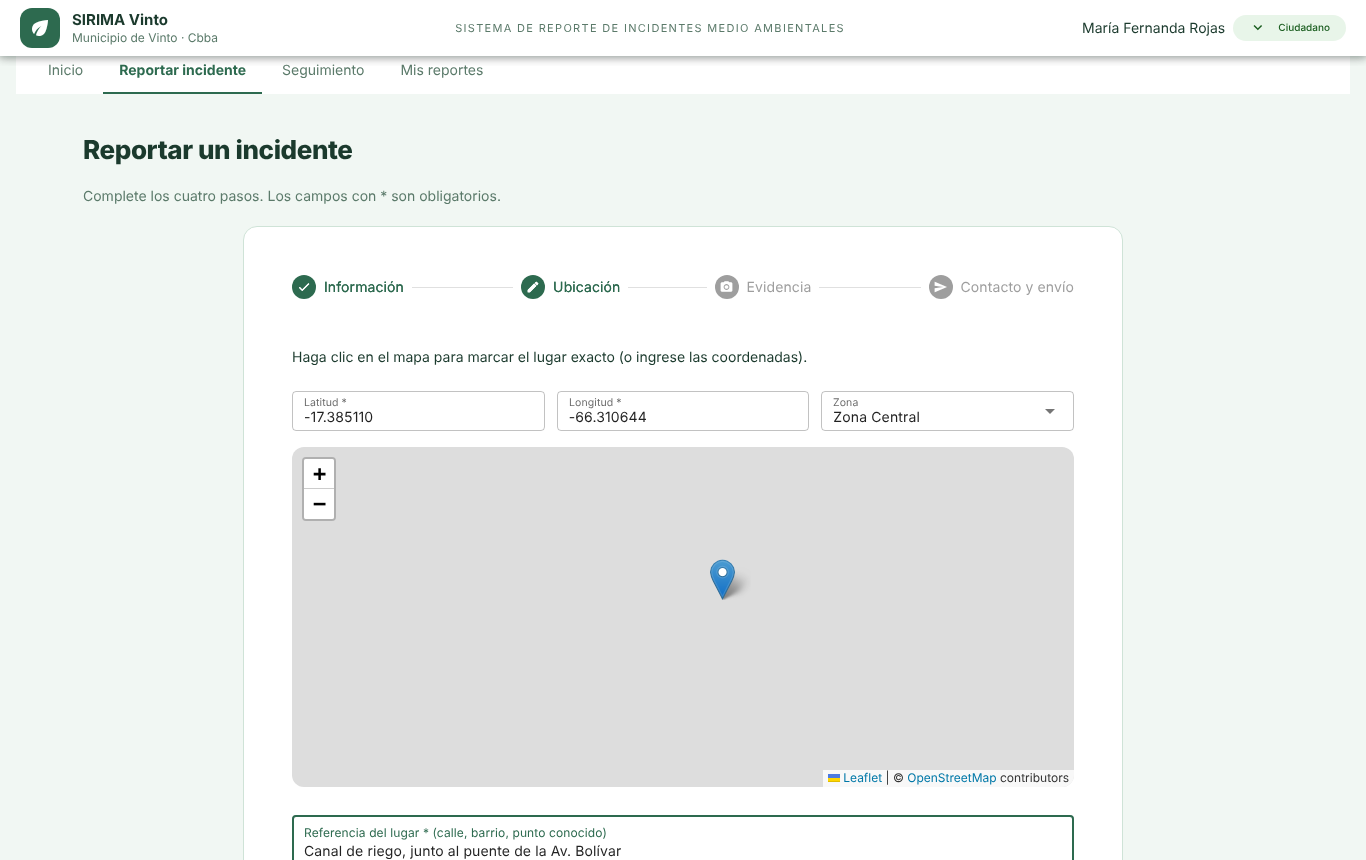 SIRIMA Vinto
Municipio de Vinto · Cbba
SISTEMA DE REPORTE DE INCIDENTES MEDIO AMBIENTALES
María Fernanda Rojas
Ciudadano
Inicio
Reportar incidente
Seguimiento
Mis reportes
Reportar un incidente
Complete los cuatro pasos. Los campos con * son obligatorios.
Información
Ubicación
Evidencia
Contacto y envío
Haga clic en el mapa para marcar el lugar exacto (o ingrese las coordenadas).
Latitud *
-17.385110
Longitud *
-66.310644
Zona
Zona Central
+
−
Leaflet | © OpenStreetMap contributors
Referencia del lugar * (calle, barrio, punto conocido)
Canal de riego, junto al puente de la Av. Bolívar